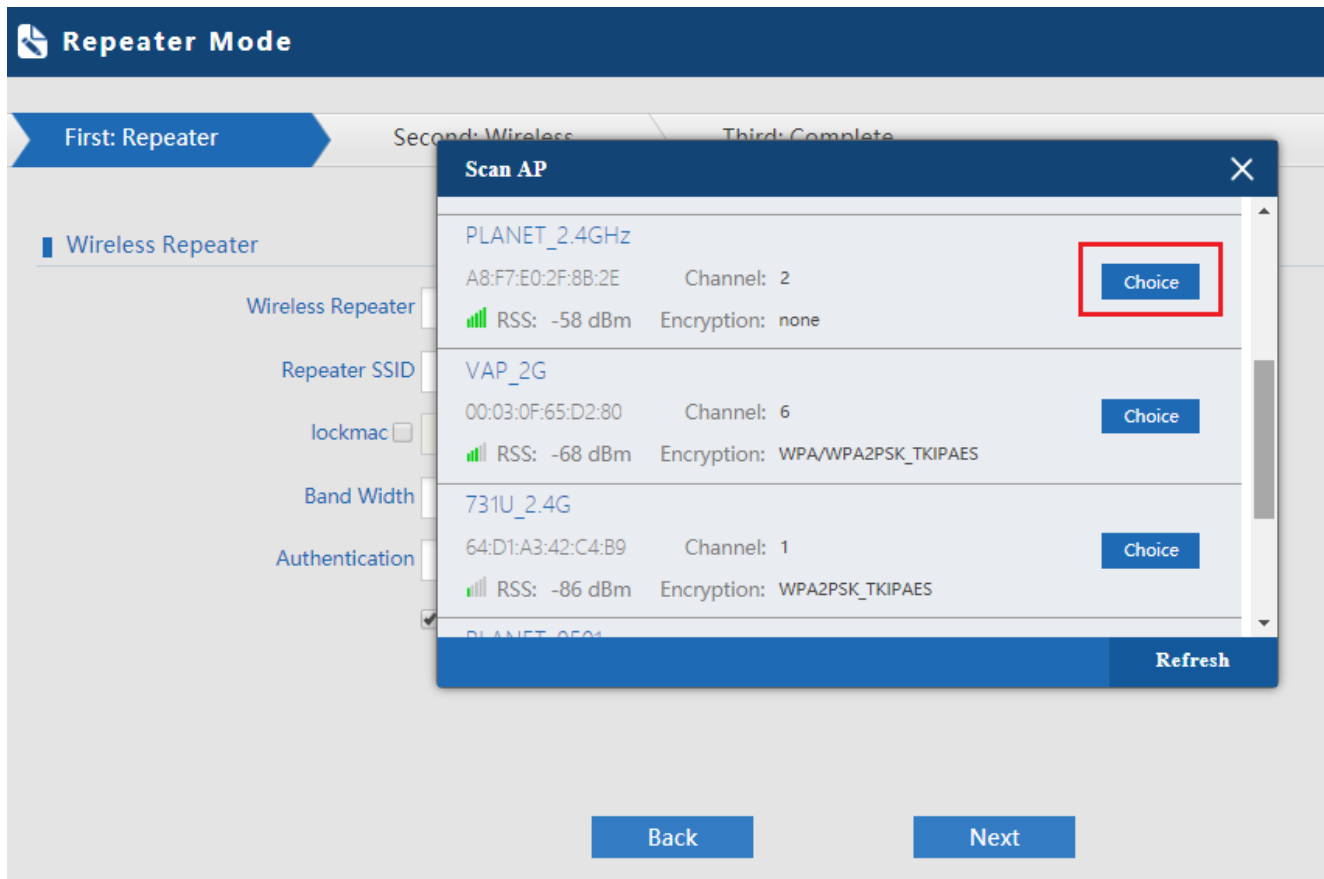 Repeater Mode
First: Repeater
Second: Wireless
Third: Complete
Scan AP
Wireless Repeater
Wireless Repeater
Repeater SSID
lockmac
Band Width
Authentication
PLANET_2.4GHz
A8:F7:E0:2F:8B:2E Channel: 2
Choice
RSS: -58 dBm Encryption: none
VAP_2G
00:03:0F:65:D2:80 Channel: 6
Choice
RSS: -68 dBm Encryption: WPA/WPA2PSK_TKIPAES
731U_2.4G
64:D1:A3:42:C4:B9 Channel: 1
Choice
RSS: -86 dBm Encryption: WPA2PSK_TKIPAES
Refresh
Back
Next